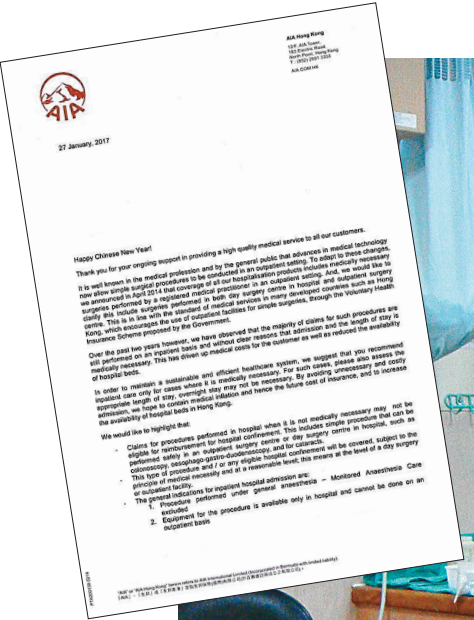 AIA Hong Kong
12/F, AIA Tower,
183 Electric Road
North Point, Hong Kong
T : (852) 2881 3333
AIA.COM.HK
AIA
27 January, 2017
Happy Chinese New Year!
Thank you for your ongoing support in providing a high quality medical service to all our customers.
It is well known in the medical profession and by the general public that advances in medical technology
now allow simple surgical procedures to be conducted in an outpatient setting. To adapt to these changes,
we announced in April 2014 that coverage of all our hospitalisation products includes medically necessary
surgeries performed by a registered medical practitioner in an outpatient setting. And, we would like to
clarify this include surgeries performed in both day surgery centre in hospital and outpatient surgery
centre. This is in line with the standard of medical services in many developed countries such as Hong
Kong, which encourages the use of outpatient facilities for simple surgeries, through the Voluntary Health
Insurance Scheme proposed by the Government.
Over the past two years however, we have observed that the majority of claims for such procedures are
still performed on an inpatient basis and without clear reasons that admission and the length of stay is
medically necessary. This has driven up medical costs for the customer as well as reduced the availability
of hospital beds.
In order to maintain a sustainable and efficient healthcare system, we suggest that you recommend
inpatient care only for cases where it is medically necessary. For such cases, please also assess the
appropriate length of stay, overnight stay may not be necessary. By avoiding unnecessary and costly
admission, we hope to contain medical inflation and hence the future cost of insurance, and to increase
the availability of hospital beds in Hong Kong.
We would like to highlight that:
- Claims for procedures performed in hospital when it is not medically necessary may not be
eligible for reimbursement for hospital confinement. This includes simple procedure that can be
performed safely in an outpatient surgery centre or day surgery centre in hospital, such as
colonoscopy, oesophago-gastro-duodenoscopy, and for cataracts.
- This type of procedure and / or any eligible hospital confinement will be covered, subject to the
principle of medical necessity and at a reasonable level; this means at the level of a day surgery
or outpatient facility.
- The general indications for inpatient hospital admission are:
1. Procedure performed under general anaesthesia – Monitored Anaesthesia Care
excluded
2. Equipment for the procedure is available only in hospital and cannot be done on an
outpatient basis
"AIA" or "AIA Hong Kong" herein refers to AIA International Limited (Incorporated in Bermuda with limited liability).